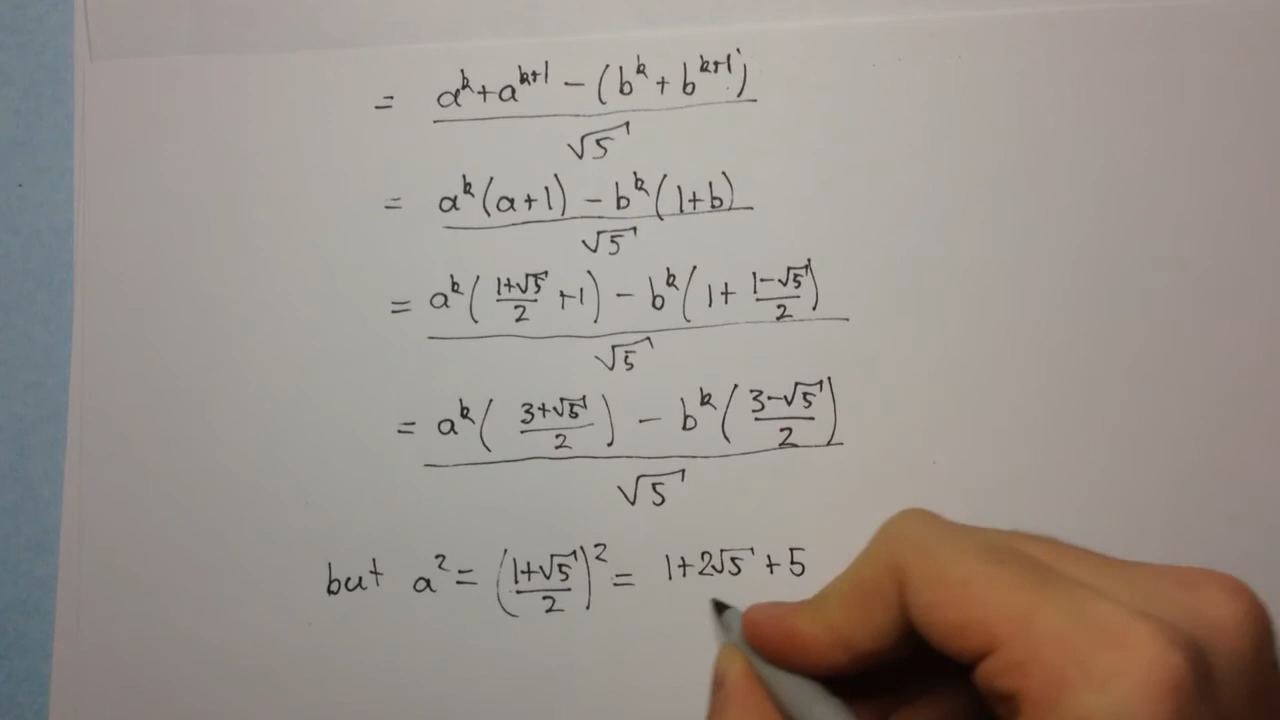 = (a^k + a^{k+1} - (b^k + b^{k+1})) / √5
= (a^k (a+1) - b^k (1+b)) / √5
= (a^k ((1+√5)/2 + 1) - b^k (1 + (1-√5)/2)) / √5
= (a^k ((3+√5)/2) - b^k ((3-√5)/2)) / √5
but a^2 = ((1+√5)/2)^2 = 1+2√5+5